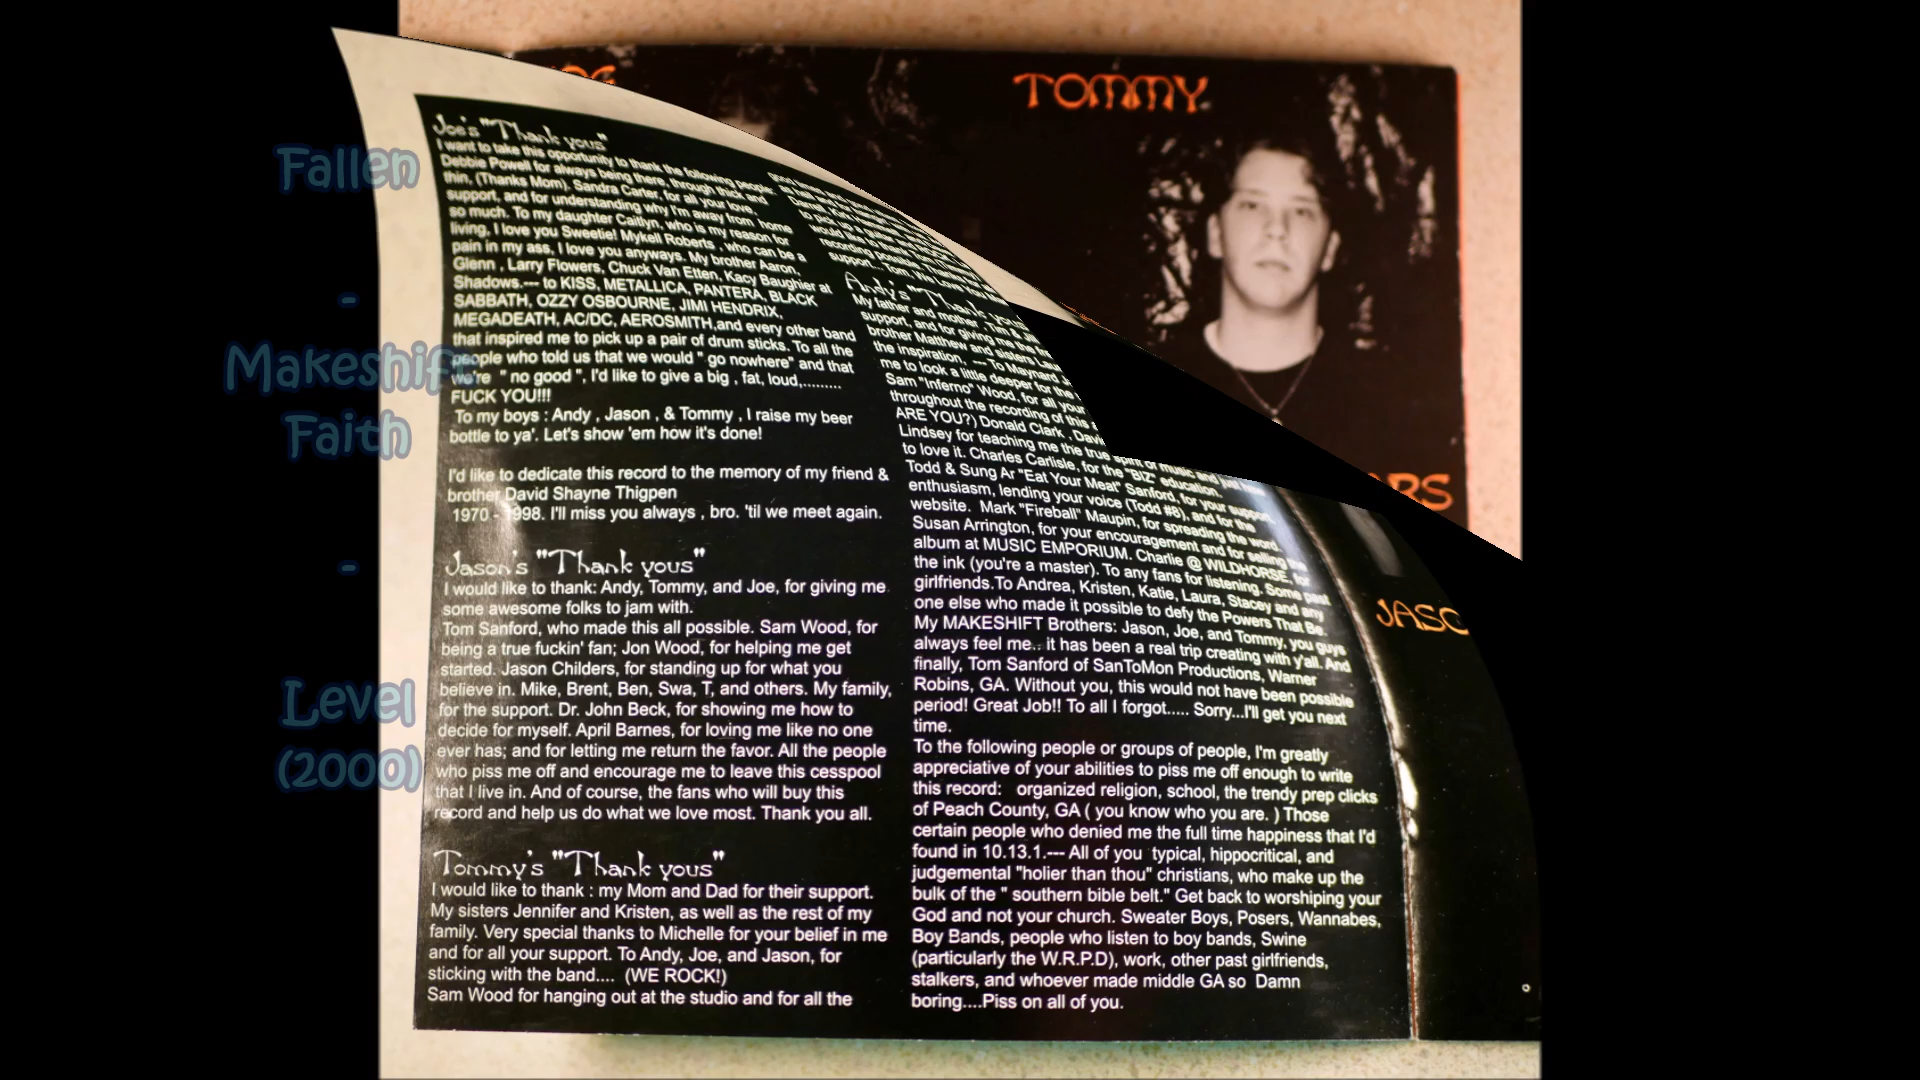 Fallen
-
Makeshift
Faith
-
Level
(2000)
TOMMY
ARS
JASO
Joe's "Thank yous"
I want to take this opportunity to thank the following people:
Debbie Powell for always being there, through thick and
thin, (Thanks Mom). Sandra Carter, for all your love,
support, and for understanding why I'm away from home
so much. To my daughter Caitlyn, who is my reason for
living, I love you Sweetie! Mykell Roberts , who can be a
pain in my ass, I love you anyways. My brother Aaron,
Glenn , Larry Flowers, Chuck Van Etten, Kacy Baughier at
Shadows.--- to KISS, METALLICA, PANTERA, BLACK
SABBATH, OZZY OSBOURNE, JIMI HENDRIX,
MEGADEATH, AC/DC, AEROSMITH,and every other band
that inspired me to pick up a pair of drum sticks. To all the
people who told us that we would " go nowhere" and that
we're " no good ", I'd like to give a big , fat, loud,.........
FUCK YOU!!!
To my boys : Andy , Jason , & Tommy , I raise my beer
bottle to ya'. Let's show 'em how it's done!
I'd like to dedicate this record to the memory of my friend &
brother David Shayne Thigpen
1970 - 1998. I'll miss you always , bro. 'til we meet again.
Jason's "Thank yous"
I would like to thank: Andy, Tommy, and Joe, for giving me
some awesome folks to jam with.
Tom Sanford, who made this all possible. Sam Wood, for
being a true fuckin' fan; Jon Wood, for helping me get
started. Jason Childers, for standing up for what you
believe in. Mike, Brent, Ben, Swa, T, and others. My family,
for the support. Dr. John Beck, for showing me how to
decide for myself. April Barnes, for loving me like no one
ever has; and for letting me return the favor. All the people
who piss me off and encourage me to leave this cesspool
that I live in. And of course, the fans who will buy this
record and help us do what we love most. Thank you all.
Tommy's "Thank yous"
I would like to thank : my Mom and Dad for their support.
My sisters Jennifer and Kristen, as well as the rest of my
family. Very special thanks to Michelle for your belief in me
and for all your support. To Andy, Joe, and Jason, for
sticking with the band.... (WE ROCK!)
Sam Wood for hanging out at the studio and for all the
support. Tom, We Love You
Andy's "Thank yous"
My father and mother , Tim &
support, and for giving me the
brother Matthew and sisters
the inspiration. ---To Maynard
me to look a little deeper for the
Sam "Inferno" Wood, for all your
throughout the recording of this
ARE YOU?) Donald Clark , Davi
Lindsey for teaching me the true spirit of music and just how
to love it. Charles Carlisle, for the "BIZ" education.
Todd & Sung Ar "Eat Your Meat" Sanford, for your support,
enthusiasm, lending your voice (Todd #8), and for the
website. Mark "Fireball" Maupin, for spreading the word.
Susan Arrington, for your encouragement and for selling the
album at MUSIC EMPORIUM. Charlie @ WILDHORSE, for
the ink (you're a master). To any fans for listening. Some past
girlfriends.To Andrea, Kristen, Katie, Laura, Stacey and any
one else who made it possible to defy the Powers That Be.
My MAKESHIFT Brothers: Jason, Joe, and Tommy, you guys
always feel me.. it has been a real trip creating with y'all. And
finally, Tom Sanford of SanToMon Productions, Warner
Robins, GA. Without you, this would not have been possible
period! Great Job!! To all I forgot..... Sorry...I'll get you next
time.
To the following people or groups of people, I'm greatly
appreciative of your abilities to piss me off enough to write
this record: organized religion, school, the trendy prep clicks
of Peach County, GA ( you know who you are. ) Those
certain people who denied me the full time happiness that I'd
found in 10.13.1.--- All of you typical, hippocritical, and
judgemental "holier than thou" christians, who make up the
bulk of the " southern bible belt." Get back to worshiping your
God and not your church. Sweater Boys, Posers, Wannabes,
Boy Bands, people who listen to boy bands, Swine
(particularly the W.R.P.D), work, other past girlfriends,
stalkers, and whoever made middle GA so Damn
boring....Piss on all of you.